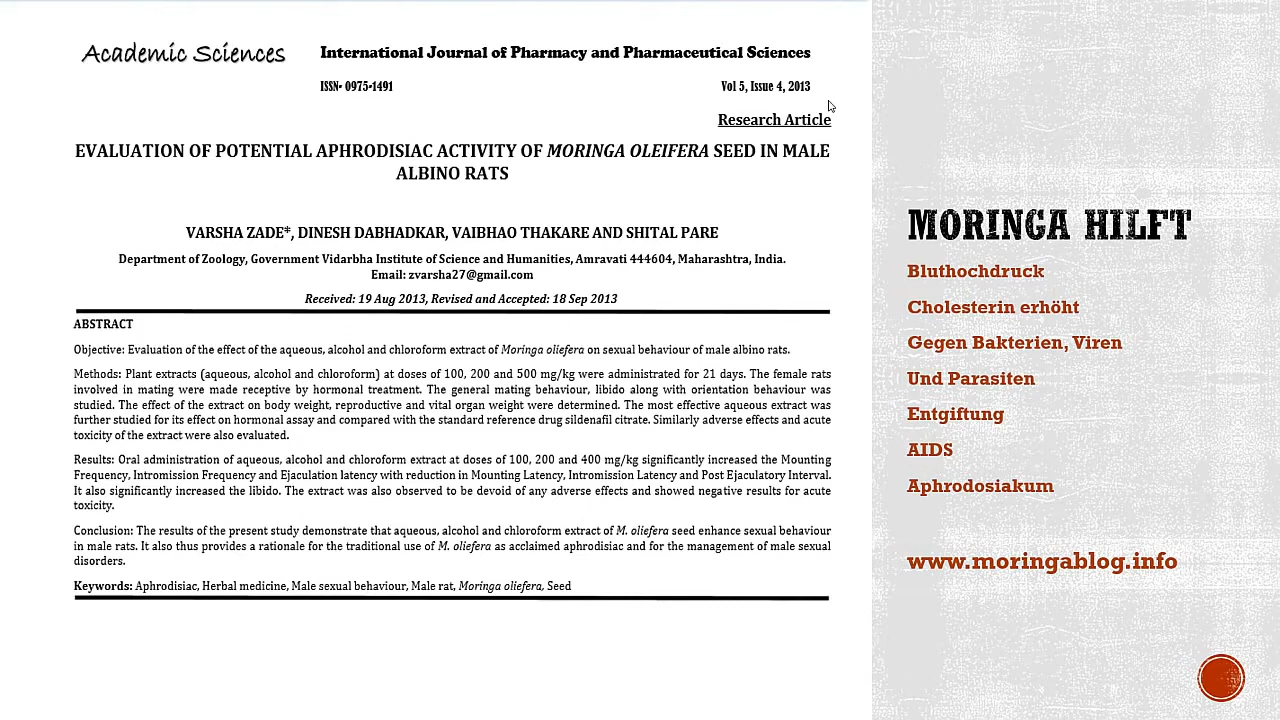 Academic Sciences
International Journal of Pharmacy and Pharmaceutical Sciences
ISSN- 0975-1491
Vol 5, Issue 4, 2013
Research Article
EVALUATION OF POTENTIAL APHRODISIAC ACTIVITY OF MORINGA OLEIFERA SEED IN MALE
ALBINO RATS
VARSHA ZADE*, DINESH DABHADKAR, VAIBHAO THAKARE AND SHITAL PARE
Department of Zoology, Government Vidarbha Institute of Science and Humanities, Amravati 444604, Maharashtra, India.
Email: zvarsha27@gmail.com
Received: 19 Aug 2013, Revised and Accepted: 18 Sep 2013
ABSTRACT
Objective: Evaluation of the effect of the aqueous, alcohol and chloroform extract of Moringa oliefera on sexual behaviour of male albino rats.
Methods: Plant extracts (aqueous, alcohol and chloroform) at doses of 100, 200 and 500 mg/kg were administrated for 21 days. The female rats
involved in mating were made receptive by hormonal treatment. The general mating behaviour, libido along with orientation behaviour was
studied. The effect of the extract on body weight, reproductive and vital organ weight were determined. The most effective aqueous extract was
further studied for its effect on hormonal assay and compared with the standard reference drug sildenafil citrate. Similarly adverse effects and acute
toxicity of the extract were also evaluated.
Results: Oral administration of aqueous, alcohol and chloroform extract at doses of 100, 200 and 400 mg/kg significantly increased the Mounting
Frequency, Intromission Frequency and Ejaculation latency with reduction in Mounting Latency, Intromission Latency and Post Ejaculatory Interval.
It also significantly increased the libido. The extract was also observed to be devoid of any adverse effects and showed negative results for acute
toxicity.
Conclusion: The results of the present study demonstrate that aqueous, alcohol and chloroform extract of M. oliefera seed enhance sexual behaviour
in male rats. It also thus provides a rationale for the traditional use of M. oliefera as acclaimed aphrodisiac and for the management of male sexual
disorders.
Keywords: Aphrodisiac, Herbal medicine, Male sexual behaviour, Male rat, Moringa oliefera, Seed
MORINGA HILFT
Bluthochdruck
Cholesterin erhöht
Gegen Bakterien, Viren
Und Parasiten
Entgiftung
AIDS
Aphrodosiakum
www.moringablog.info